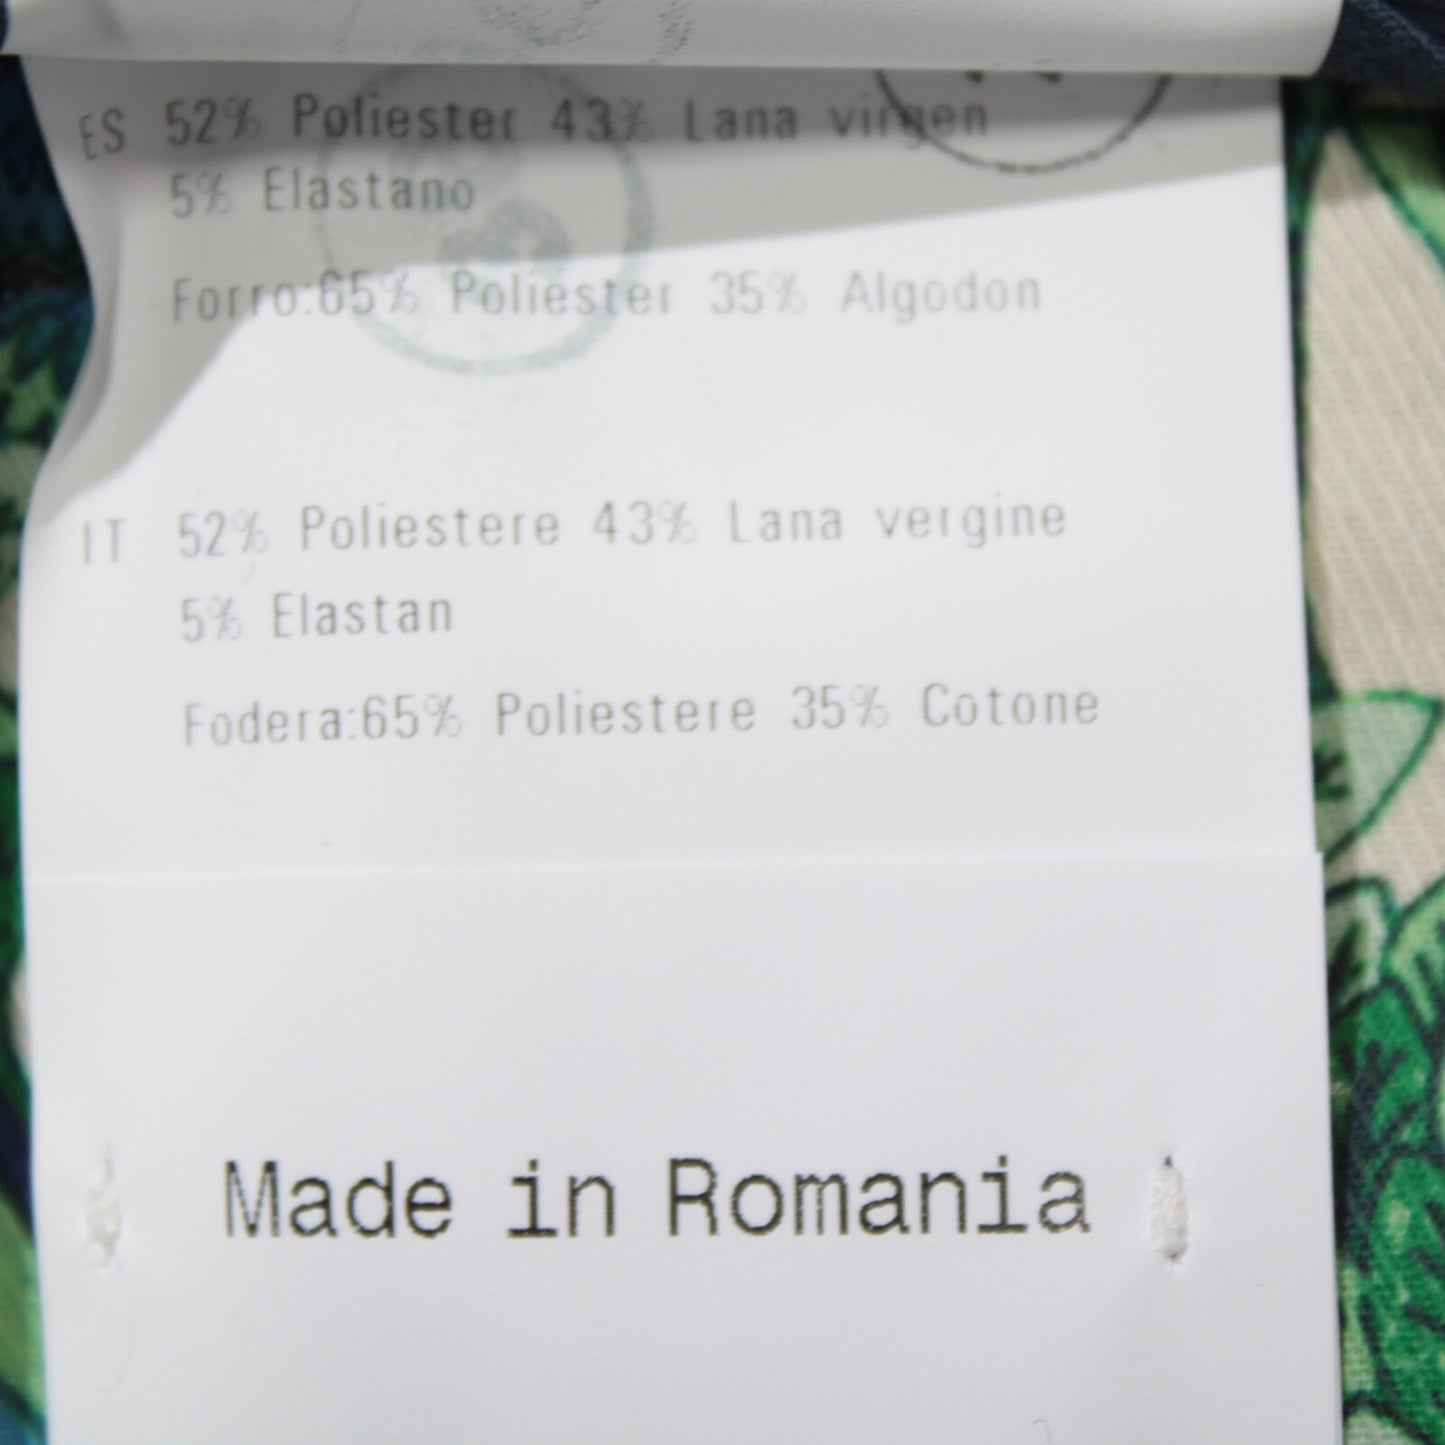 ES 52% Poliester 43% Lana virgen
5% Elastano
Forro:65% Poliester 35% Algodon
IT 52% Poliestere 43% Lana vergine
5% Elastan
Fodera:65% Poliestere 35% Cotone
Made in Romania